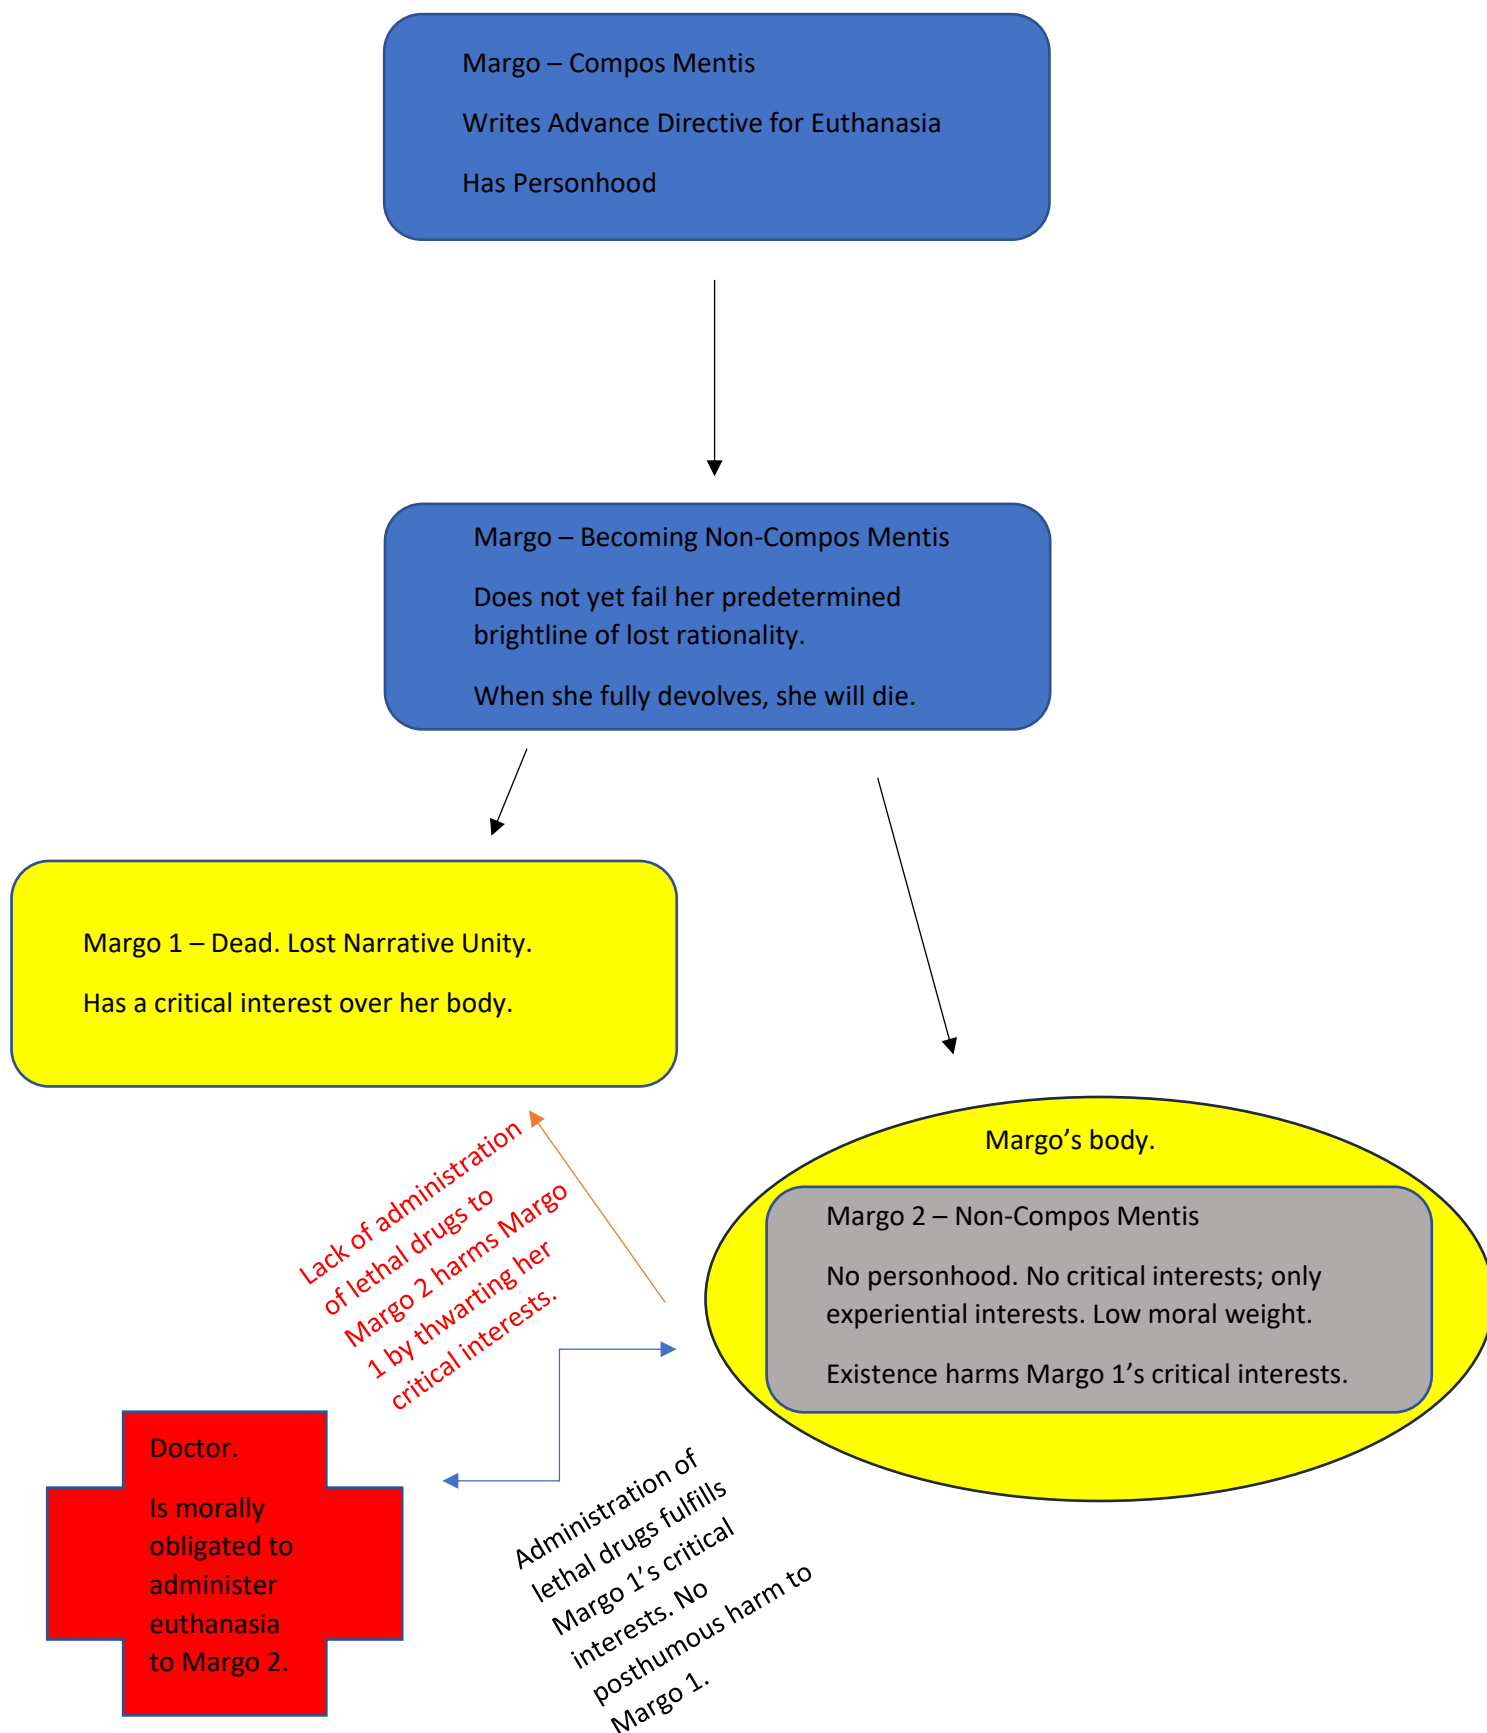 Margo – Compos Mentis
Writes Advance Directive for Euthanasia
Has Personhood
Margo – Becoming Non-Compos Mentis
Does not yet fail her predetermined
brightline of lost rationality.
When she fully devolves, she will die.
Margo 1 – Dead. Lost Narrative Unity.
Has a critical interest over her body.
Lack of administration
of lethal drugs to
Margo 2 harms Margo
1 by thwarting her
critical interests.
Margo’s body.
Margo 2 – Non-Compos Mentis
No personhood. No critical interests; only
experiential interests. Low moral weight.
Existence harms Margo 1’s critical interests.
Doctor.
Is morally
obligated to
administer
euthanasia
to Margo 2.
Administration of
lethal drugs fulfills
Margo 1’s critical
interests. No
posthumous harm to
Margo 1.